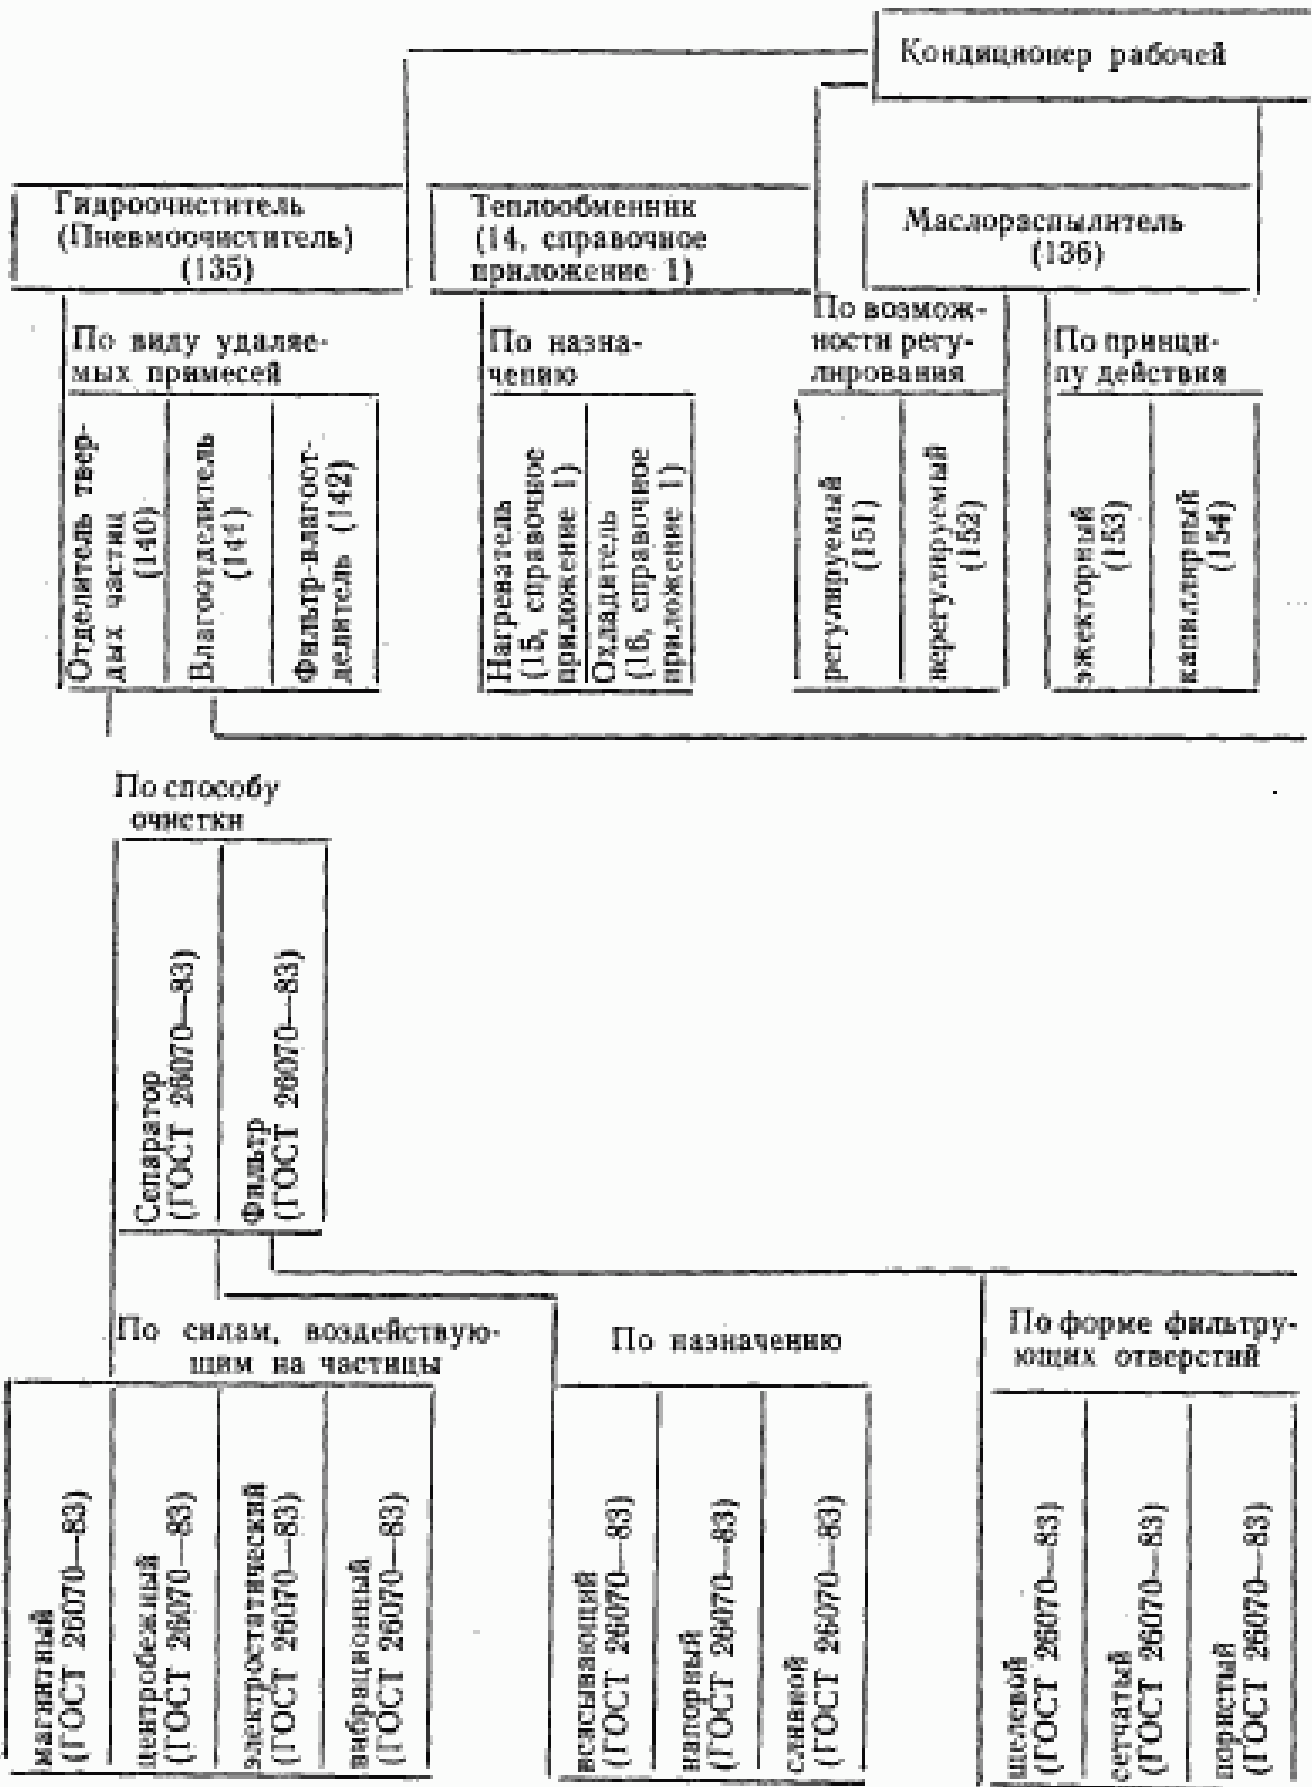 Кондиционер рабочей
Гидроочиститель
(Пневмоочиститель)
(135)
Теплообменник
(14, справочное
приложение 1)
Маслораспылитель
(136)
По виду удаляе-
мых примесей
По назна-
чению
По возмож-
ности регу-
лирования
По принци-
пу действия
Отделитель твер-
дых частиц
(140)
Влагоотделитель
(141)
Фильтр-влагоот-
делитель (142)
Нагреватель
(15, справочное
приложение 1)
Охладитель
(16, справочное
приложение 1)
регулируемый
(151)
нерегулируемый
(152)
эжекторный
(153)
капиллярный
(154)
По способу
очистки
Сепаратор
(ГОСТ 26070—83)
Фильтр
(ГОСТ 26070—83)
По силам, воздействую-
щим на частицы
По назначению
По форме фильтру-
ющих отверстий
магнитный
(ГОСТ 26070—83)
центробежный
(ГОСТ 26070—83)
электростатический
(ГОСТ 26070—83)
вибрационный
(ГОСТ 26070—83)
всасывающий
(ГОСТ 26070—83)
напорный
(ГОСТ 26070—83)
сливной
(ГОСТ 26070—83)
щелевой
(ГОСТ 26070—83)
сетчатый
(ГОСТ 26070—83)
пористый
(ГОСТ 26070—83)